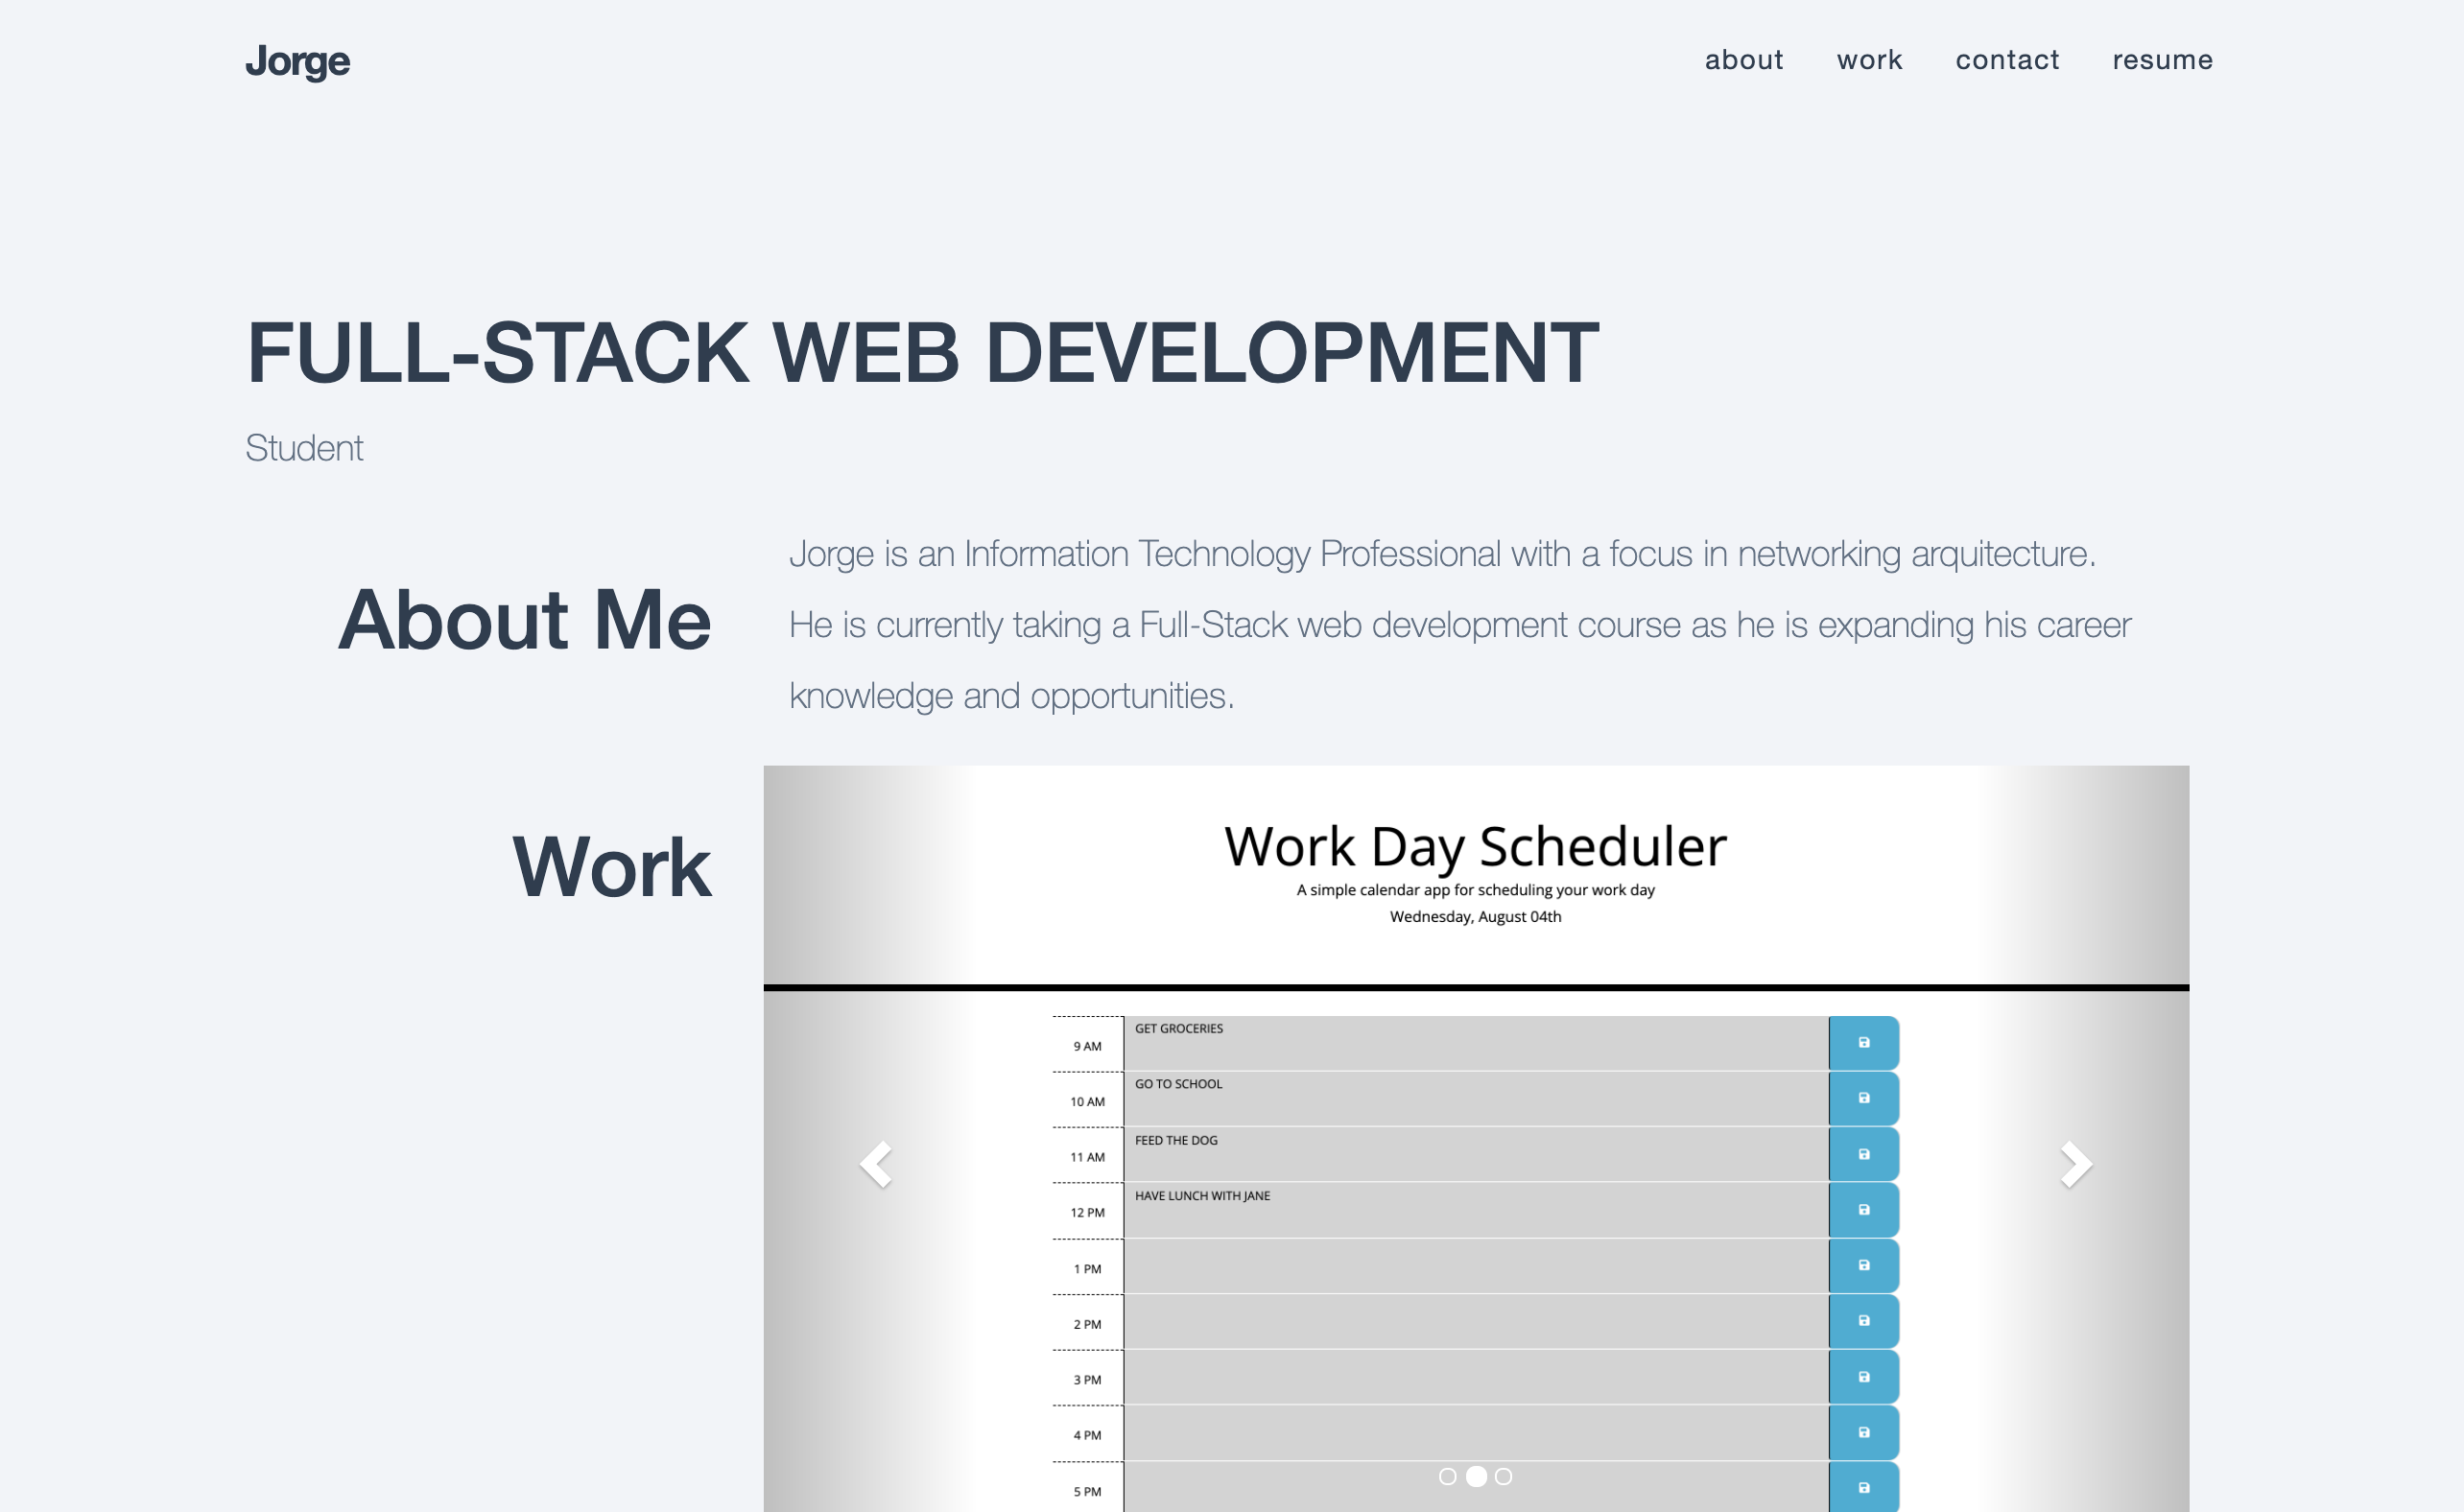 Jorge
about work contact resume
FULL-STACK WEB DEVELOPMENT
Student
About Me
Jorge is an Information Technology Professional with a focus in networking arquitecture.
He is currently taking a Full-Stack web development course as he is expanding his career
knowledge and opportunities.
Work
Work Day Scheduler
A simple calendar app for scheduling your work day
Wednesday, August 04th
9 AM GET GROCERIES
10 AM GO TO SCHOOL
11 AM FEED THE DOG
12 PM HAVE LUNCH WITH JANE
1 PM
2 PM
3 PM
4 PM
5 PM